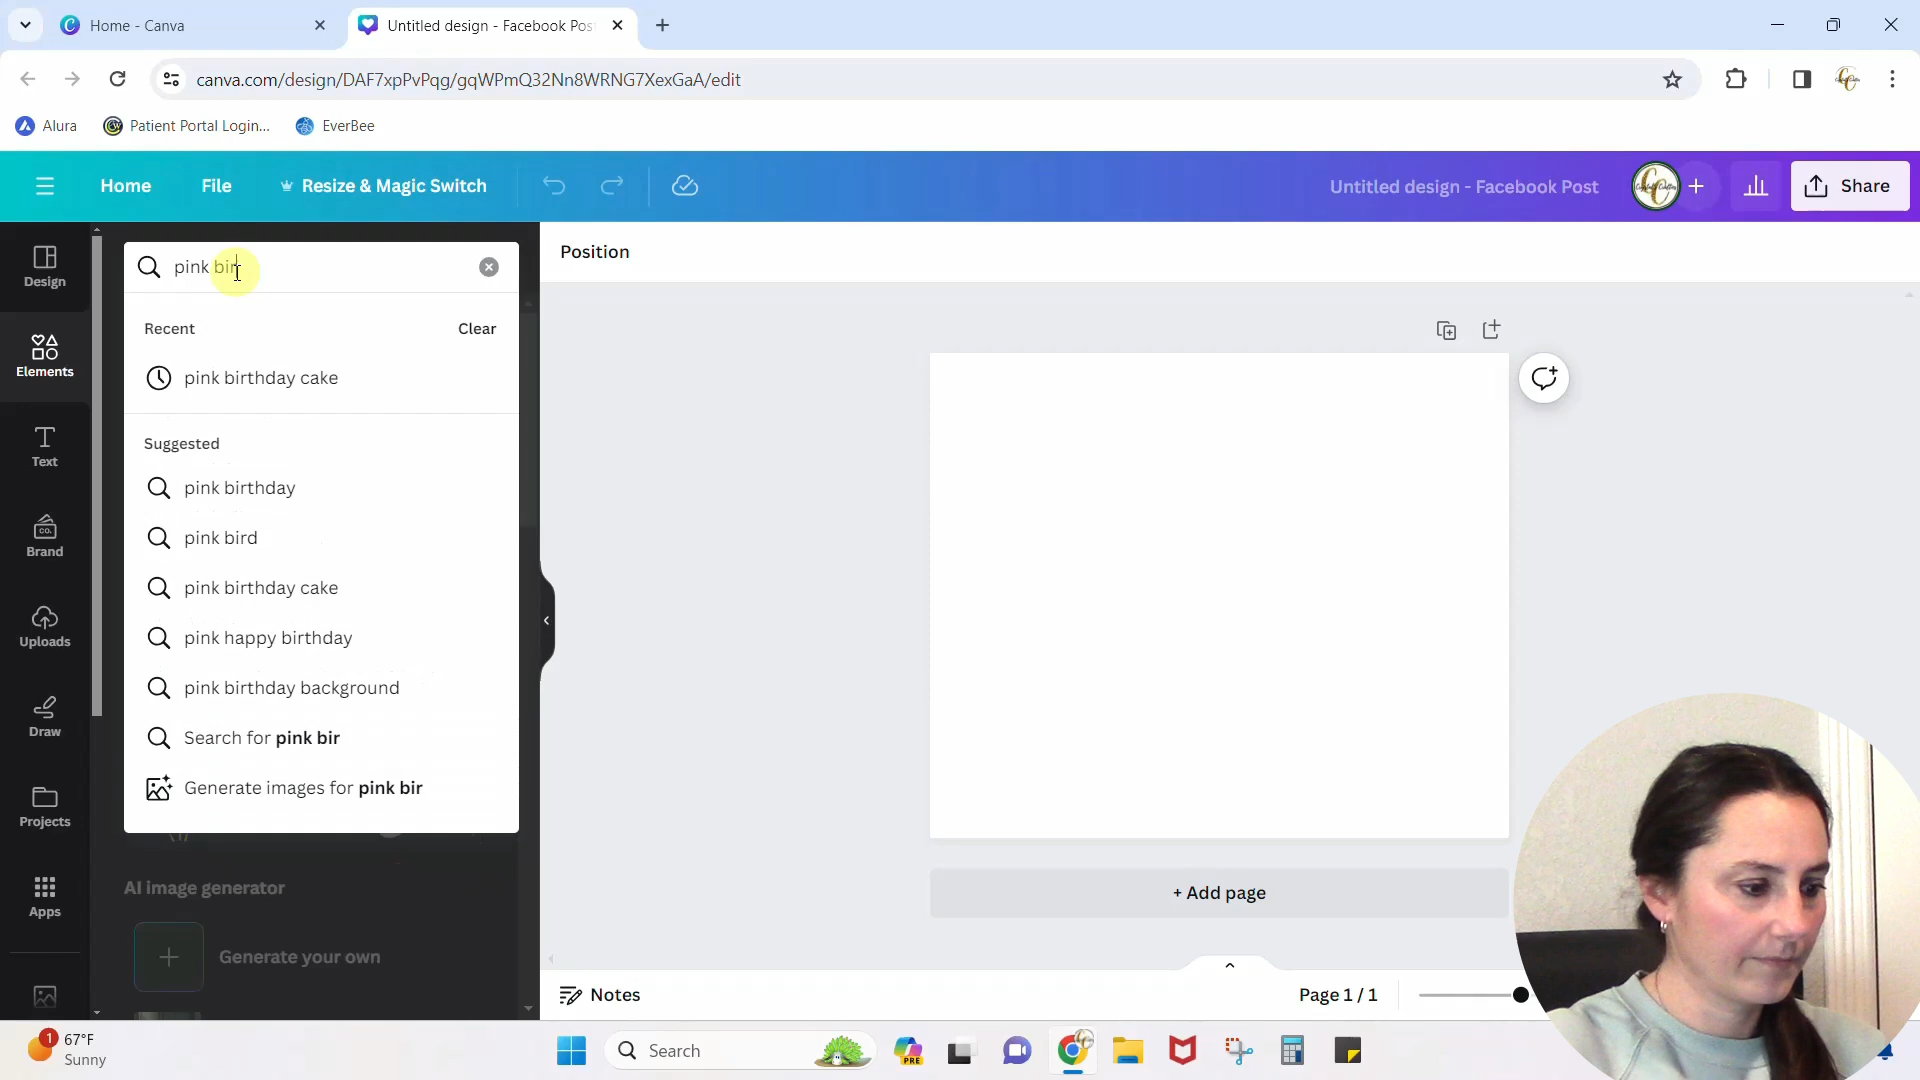 Home - Canva
Untitled design - Facebook Pos
canva.com/design/DAF7xpPvPqg/gqWPmQ32Nn8WRNG7XexGaA/edit
Alura
Patient Portal Login...
EverBee
Home
File
Resize & Magic Switch
Untitled design - Facebook Post
Share
Design
Elements
Text
Brand
Uploads
Draw
Projects
Apps
pink bir
Recent
Clear
pink birthday cake
Suggested
pink birthday
pink bird
pink birthday cake
pink happy birthday
pink birthday background
Search for pink bir
Generate images for pink bir
AI image generator
Generate your own
Position
+ Add page
Notes
Page 1 / 1
1
67°F
Sunny
Search
PRE